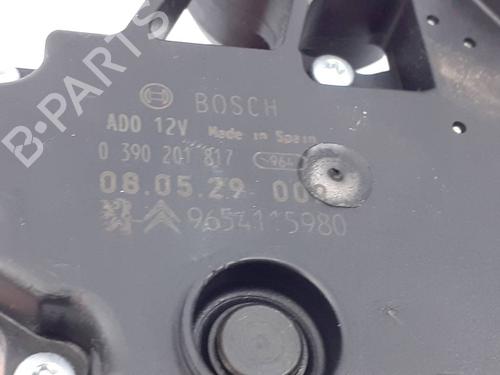 B-PARTS
BOSCH
ADO 12V Made in Spain
0 390 201 817
08.05.29
9654115980